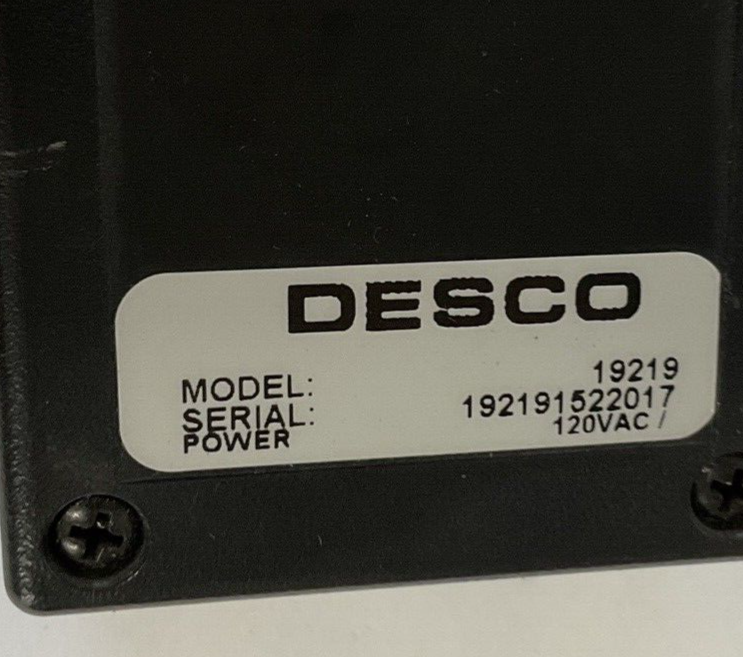 DESCO
MODEL: 19219
SERIAL: 192191522017
POWER 120VAC /